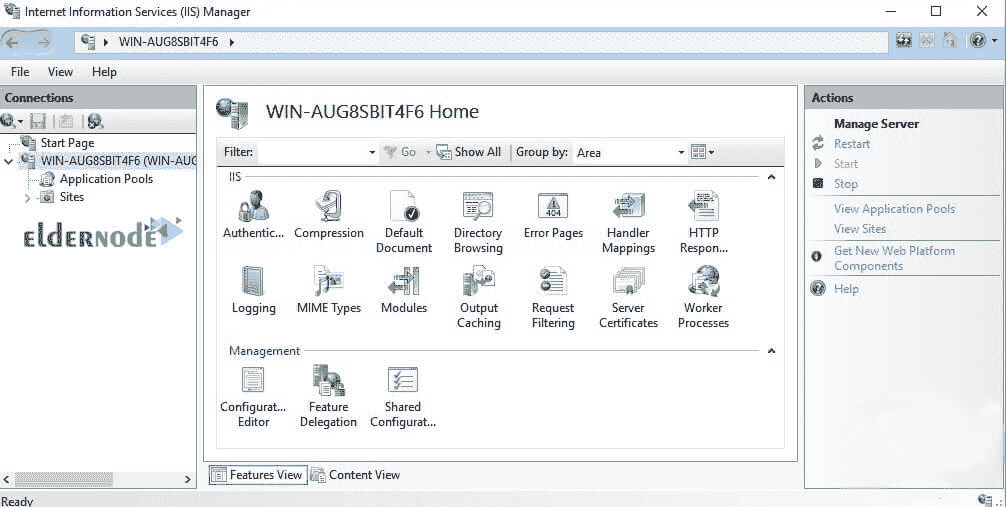 Internet Information Services (IIS) Manager
WIN-AUG8SBIT4F6
File View Help
Connections
Start Page
WIN-AUG8SBIT4F6 (WIN-AUG
Application Pools
Sites
ELDERNODE
WIN-AUG8SBIT4F6 Home
Filter: Go Show All Group by: Area
IIS
Authentic... Compression Default Document Directory Browsing Error Pages Handler Mappings HTTP Respon...
404
Logging MIME Types Modules Output Caching Request Filtering Server Certificates Worker Processes
Management
Configurat... Editor Feature Delegation Shared Configurat...
Features View Content View
Actions
Manage Server
Restart
Start
Stop
View Application Pools
View Sites
Get New Web Platform
Components
Help
Ready